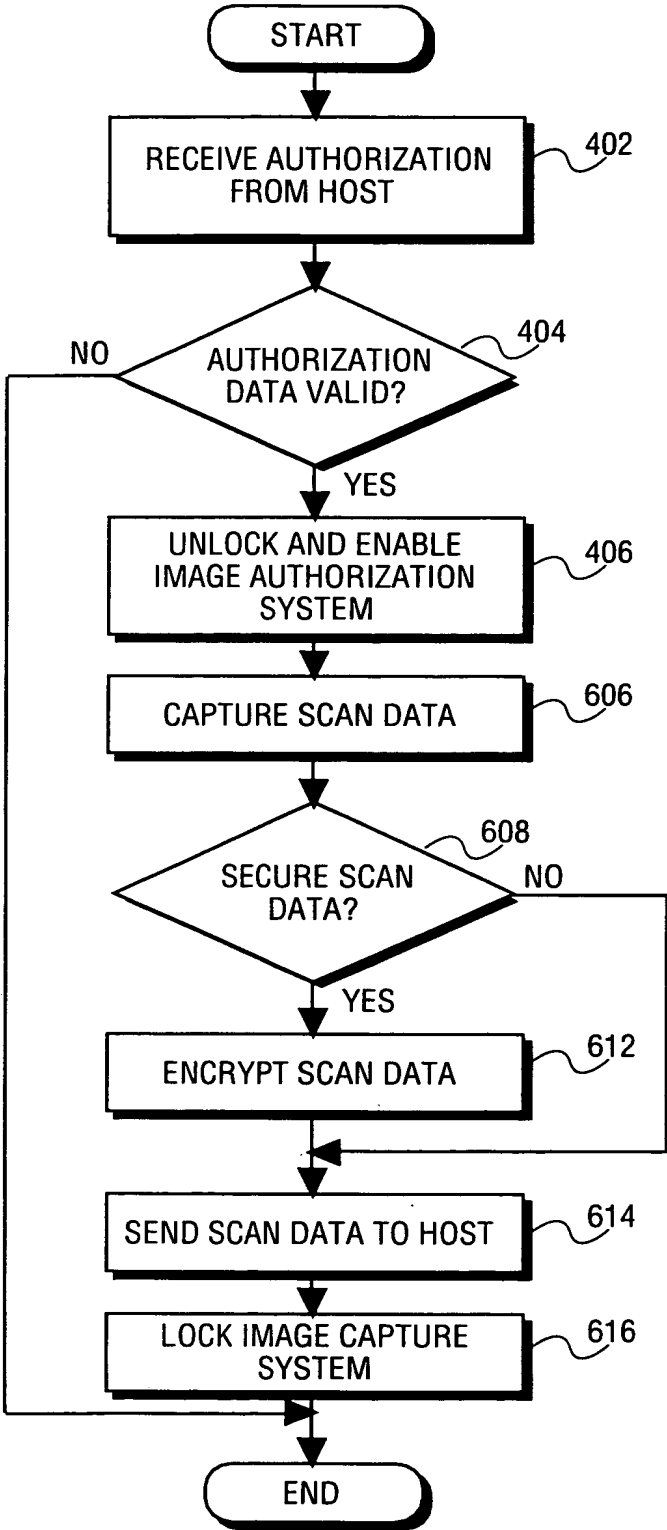 START
RECEIVE AUTHORIZATION
FROM HOST
402
AUTHORIZATION
DATA VALID?
404
NO
YES
UNLOCK AND ENABLE
IMAGE AUTHORIZATION
SYSTEM
406
CAPTURE SCAN DATA
606
SECURE SCAN
DATA?
608
NO
YES
ENCRYPT SCAN DATA
612
SEND SCAN DATA TO HOST
614
LOCK IMAGE CAPTURE
SYSTEM
616
END